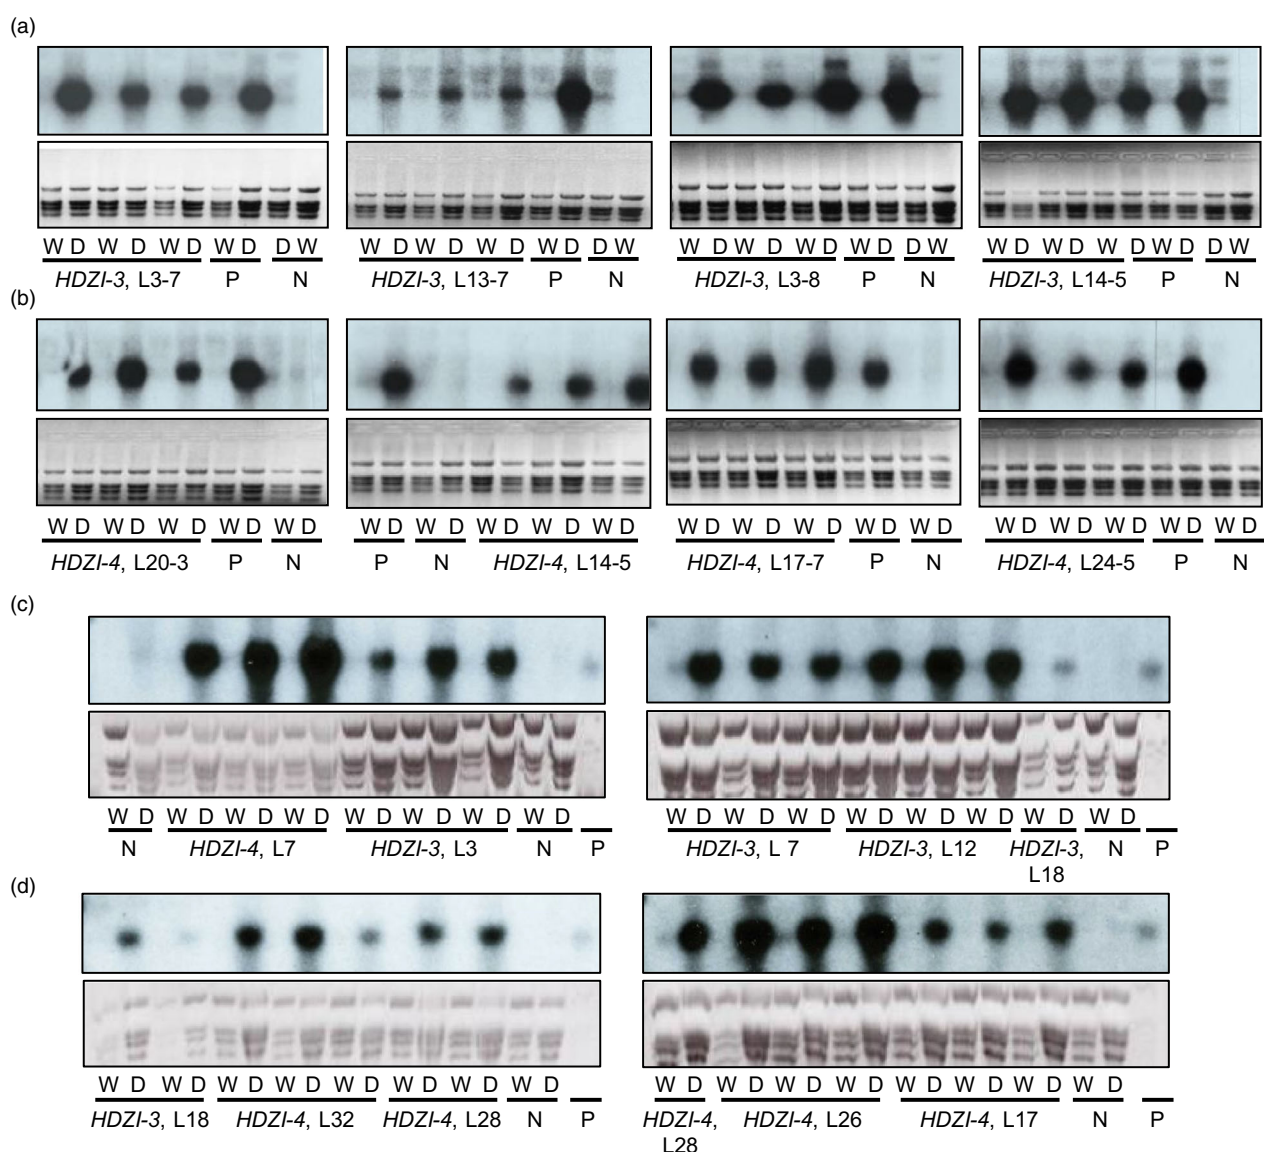 (a)
W D W D W D W D D W
HDZI-3, L3-7 P N
W D W D W D W D D W
HDZI-3, L13-7 P N
W D W D W D W D D W
HDZI-3, L3-8 P N
W D W D W D W D D W
HDZI-3, L14-5 P N
(b)
W D W D W D W D W D
HDZI-4, L20-3 P N
W D W D W D W D W D
P N HDZI-4, L14-5
W D W D W D W D W D
HDZI-4, L17-7 P N
W D W D W D W D W D
HDZI-4, L24-5 P N
(c)
W D W D W D W D W D W D W D W D
N HDZI-4, L7 HDZI-3, L3 N P
W D W D W D W D W D W D W D W D
HDZI-3, L 7 HDZI-3, L12 HDZI-3, N P
L18
(d)
W D W D W D W D W D W D W D W D
HDZI-3, L18 HDZI-4, L32 HDZI-4, L28 N P
W D W D W D W D W D W D W D W D
HDZI-4, HDZI-4, L26 HDZI-4, L17 N P
L28